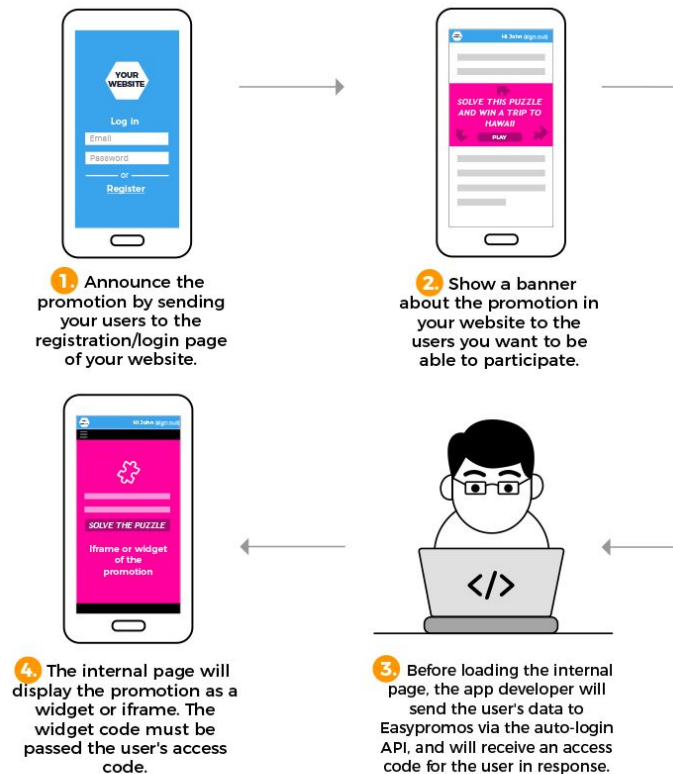 YOUR
WEBSITE
Log in
Email
Password
or
Register
1. Announce the
promotion by sending
your users to the
registration/login page
of your website.
Hi John (sign out)
SOLVE THIS PUZZLE
AND WIN A TRIP TO
HAWAII
PLAY
2. Show a banner
about the promotion in
your website to the
users you want to be
able to participate.
</>
3. Before loading the internal
page, the app developer will
send the user's data to
Easypromos via the auto-login
API, and will receive an access
code for the user in response.
Hi John (sign out)
SOLVE THE PUZZLE
Iframe or widget
of the
promotion
4. The internal page will
display the promotion as a
widget or iframe. The
widget code must be
passed the user's access
code.